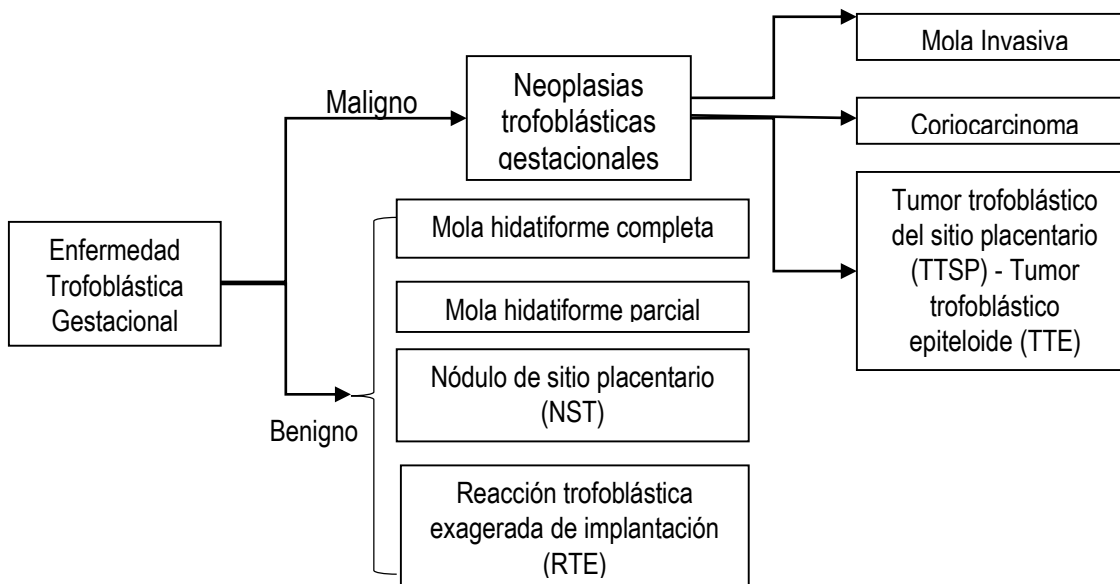 Enfermedad
Trofoblástica
Gestacional
Maligno
Neoplasias
trofoblásticas
gestacionales
Mola Invasiva
Coriocarcinoma
Tumor trofoblástico
del sitio placentario
(TTSP) - Tumor
trofoblástico
epiteloide (TTE)
Benigno
Mola hidatiforme completa
Mola hidatiforme parcial
Nódulo de sitio placentario
(NST)
Reacción trofoblástica
exagerada de implantación
(RTE)